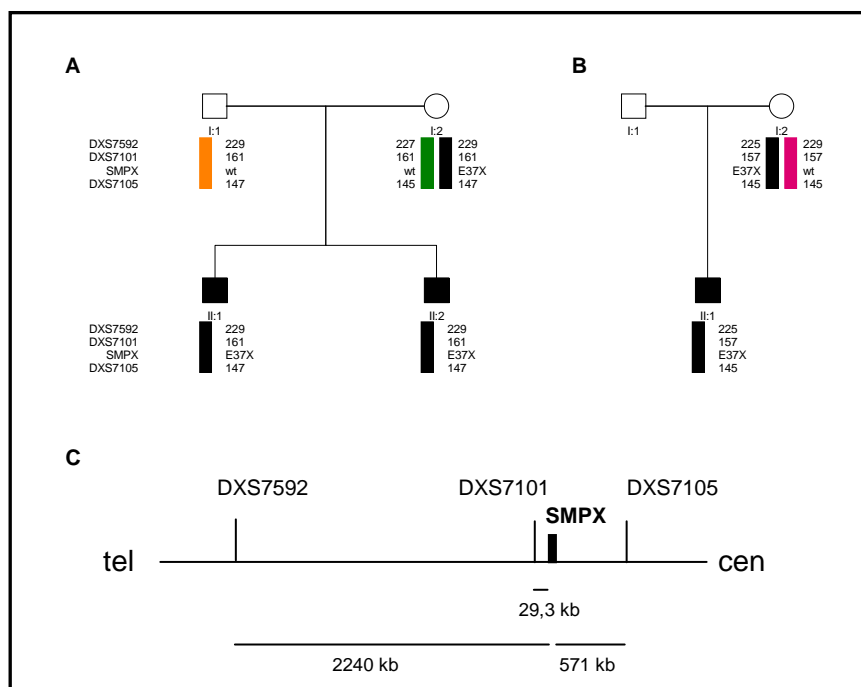 A B
I:1 I:2 I:1 I:2
DXS7592 229 227 229 225 229
DXS7101 161 161 161 157 157
SMPX wt wt E37X E37X wt
DXS7105 147 145 147 145 145
II:1 II:2 II:1
DXS7592 229 229 225
DXS7101 161 161 157
SMPX E37X E37X E37X
DXS7105 147 147 145
C
DXS7592 DXS7101 DXS7105
SMPX
tel cen
29,3 kb
2240 kb 571 kb